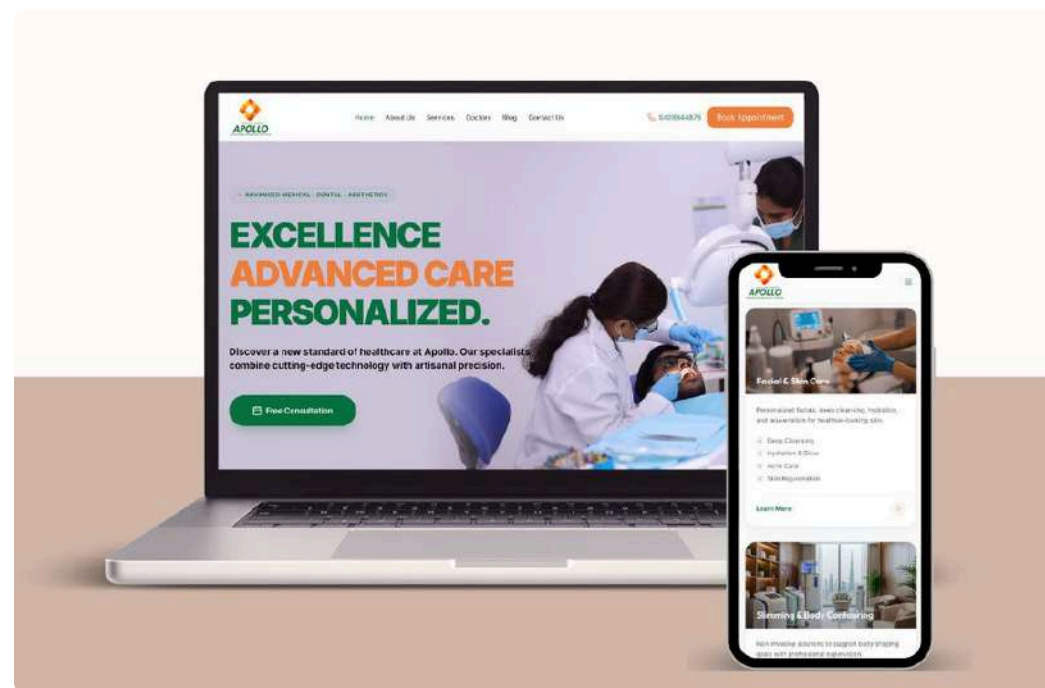 APOLLO
Home About Us Services Doctors Blog Contact Us
Book Appointment
ADVANCED MEDICAL · DENTAL · AESTHETICS
EXCELLENCE
ADVANCED CARE
PERSONALIZED.
Discover a new standard of healthcare at Apollo. Our specialists
combine cutting-edge technology with artisanal precision.
Free Consultation
APOLLO
Facial & Skin Care
Personalized facials, deep cleansing, hydration,
and rejuvenation for healthier-looking skin.
Deep Cleansing
Hydration & Glow
Acne Care
Skin Rejuvenation
Learn More
Slimming & Body Contouring
Non-invasive solutions to support body shaping
goals with professional supervision.